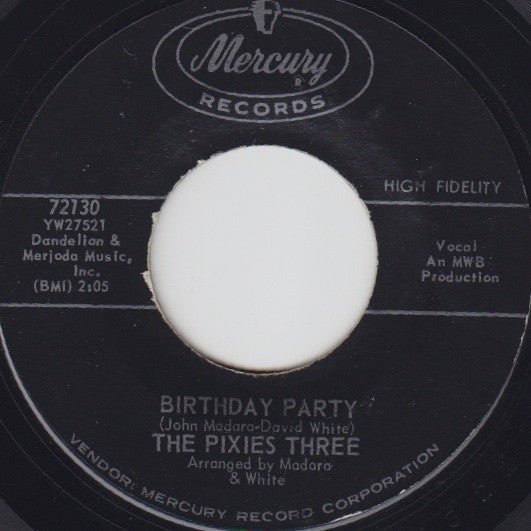 Mercury
R
RECORDS
HIGH FIDELITY
72130
YW27521
Dandelion &
Merjoda Music,
Inc.
(BMI) 2:05
Vocal
An MWB
Production
BIRTHDAY PARTY
(John Madara-David White)
THE PIXIES THREE
Arranged by Madara
& White
VENDOR: MERCURY RECORD CORPORATION